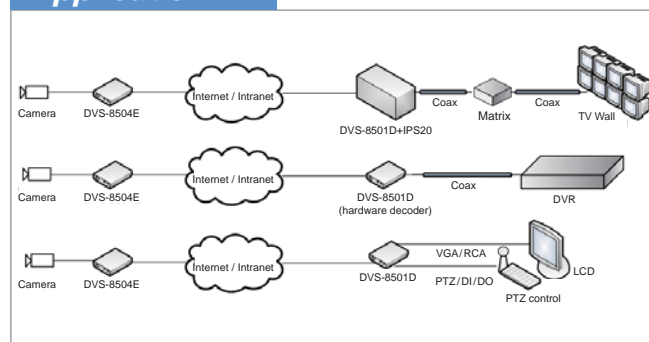 Internet / Intranet
Camera
DVS-8504E
DVS-8501D+IPS20
Coax
Matrix
Coax
TV Wall
Internet / Intranet
Camera
DVS-8504E
DVS-8501D
(hardware decoder)
Coax
DVR
Internet / Intranet
Camera
DVS-8504E
DVS-8501D
VGA/RCA
PTZ/DI/DO
LCD
PTZ control